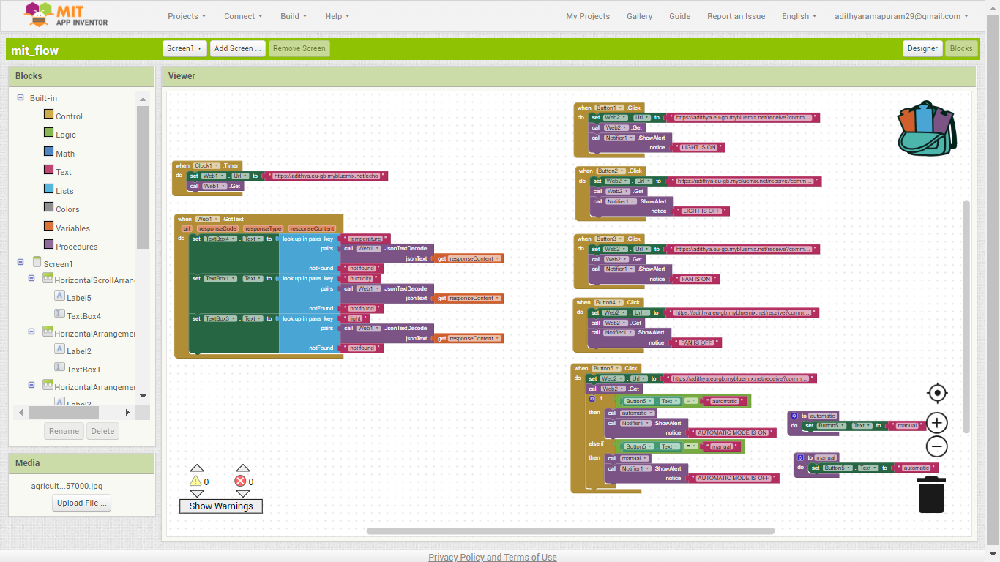 MIT
APP INVENTOR
Projects Connect Build Help My Projects Gallery Guide Report an Issue English adithyaramapuram29@gmail.com
mit_flow Screen1 Add Screen ... Remove Screen Designer Blocks
Blocks
Built-in
Control
Logic
Math
Text
Lists
Colors
Variables
Procedures
Screen1
HorizontalScrollArran
Label5
TextBox4
HorizontalArrangemer
Label2
TextBox1
HorizontalArrangemer
Label3
Rename Delete
Media
agricult...57000.jpg
Upload File ...
Viewer
when Clock1 .Timer
do set Web1 . Url to " https://adithya.eu-gb.mybluemix.net/echo "
call Web1 .Get
when Web1 .GotText
url responseCode responseType responseContent
do set TextBox4 . Text to look up in pairs key " temperature "
pairs call Web1 .JsonTextDecode
jsonText get responseContent
notFound " not found "
set TextBox1 . Text to look up in pairs key " humidity "
pairs call Web1 .JsonTextDecode
jsonText get responseContent
notFound " not found "
set TextBox3 . Text to look up in pairs key " light "
pairs call Web1 .JsonTextDecode
jsonText get responseContent
notFound " not found "
0 0
Show Warnings
when Button1 .Click
do set Web2 . Url to " https://adithya.eu-gb.mybluemix.net/receive?comm... "
call Web2 .Get
call Notifier1 .ShowAlert
notice " LIGHT IS ON "
when Button2 .Click
do set Web2 . Url to " https://adithya.eu-gb.mybluemix.net/receive?comm... "
call Web2 .Get
call Notifier1 .ShowAlert
notice " LIGHT IS OFF "
when Button3 .Click
do set Web2 . Url to " https://adithya.eu-gb.mybluemix.net/receive?comm... "
call Web2 .Get
call Notifier1 .ShowAlert
notice " FAN IS ON "
when Button4 .Click
do set Web2 . Url to " https://adithya.eu-gb.mybluemix.net/receive?comm... "
call Web2 .Get
call Notifier1 .ShowAlert
notice " FAN IS OFF "
when Button5 .Click
do set Web2 . Url to " https://adithya.eu-gb.mybluemix.net/receive?comm... "
call Web2 .Get
if Button5 . Text = " automatic "
then call automatic
call Notifier1 .ShowAlert
notice " AUTOMATIC MODE IS ON "
else if Button5 . Text = " manual "
then call manual
call Notifier1 .ShowAlert
notice " AUTOMATIC MODE IS OFF "
to automatic
do set Button5 . Text to " manual "
to manual
do set Button5 . Text to " automatic "
Privacy Policy and Terms of Use